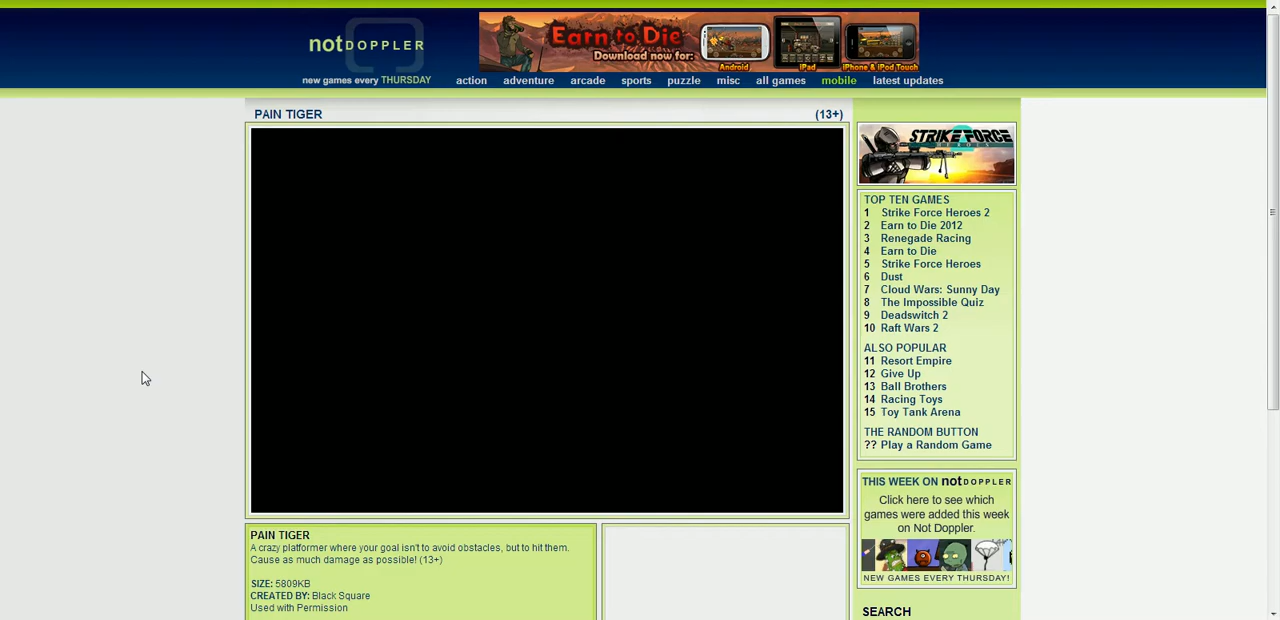 notDOPPLER
new games every THURSDAY
Earn to Die
Download now for:
Android
iPad
iPhone & iPod Touch
action adventure arcade sports puzzle misc all games mobile latest updates
PAIN TIGER (13+)
STRIKE FORCE
HEROES 2
TOP TEN GAMES
1 Strike Force Heroes 2
2 Earn to Die 2012
3 Renegade Racing
4 Earn to Die
5 Strike Force Heroes
6 Dust
7 Cloud Wars: Sunny Day
8 The Impossible Quiz
9 Deadswitch 2
10 Raft Wars 2
ALSO POPULAR
11 Resort Empire
12 Give Up
13 Ball Brothers
14 Racing Toys
15 Toy Tank Arena
THE RANDOM BUTTON
?? Play a Random Game
THIS WEEK ON notDOPPLER
Click here to see which
games were added this week
on Not Doppler.
NEW GAMES EVERY THURSDAY!
SEARCH
PAIN TIGER
A crazy platformer where your goal isn't to avoid obstacles, but to hit them.
Cause as much damage as possible! (13+)
SIZE: 5809KB
CREATED BY: Black Square
Used with Permission